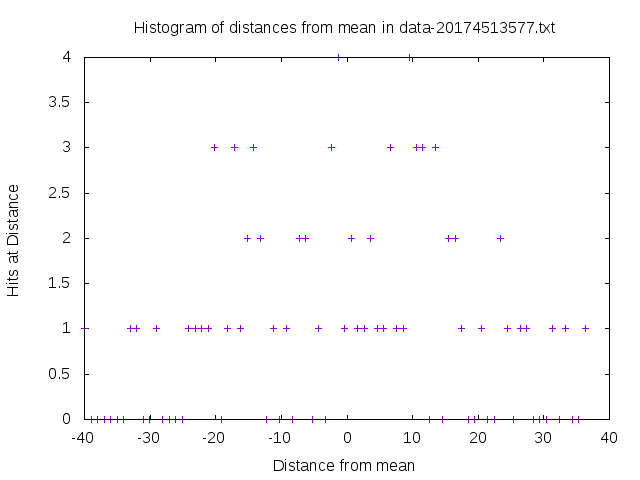 Histogram of distances from mean in data-20174513577.txt
4
3.5
3
2.5
2
1.5
1
0.5
0
-40 -30 -20 -10 0 10 20 30 40
Hits at Distance
Distance from mean